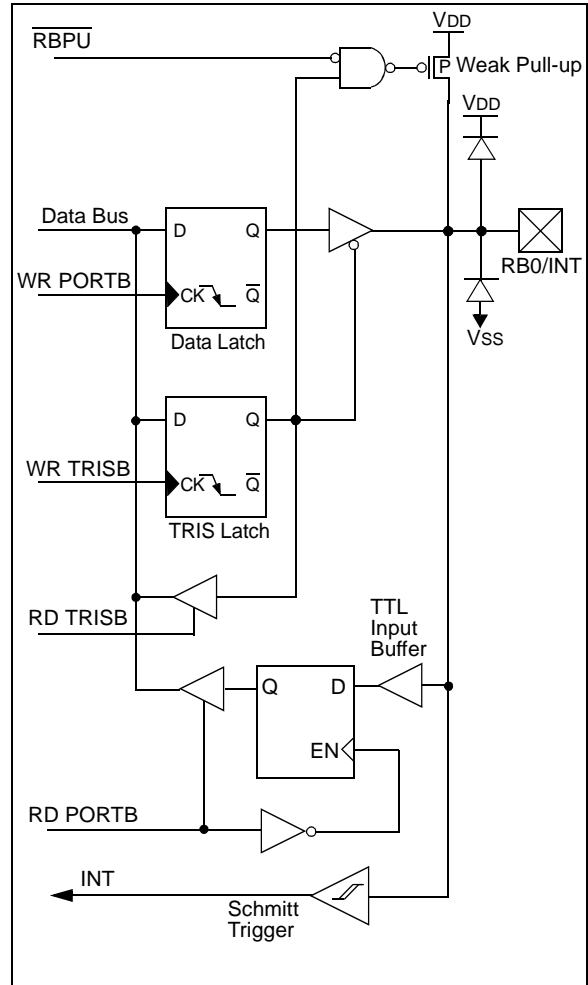 VDD
R̅B̅P̅U̅
P
Weak Pull-up
VDD
Data Bus
D
Q
WR PORTB
CK
Q̅
RB0/INT
Data Latch
VSS
D
Q
WR TRISB
CK
Q̅
TRIS Latch
TTL
Input
Buffer
RD TRISB
Q
D
EN
RD PORTB
INT
Schmitt
Trigger